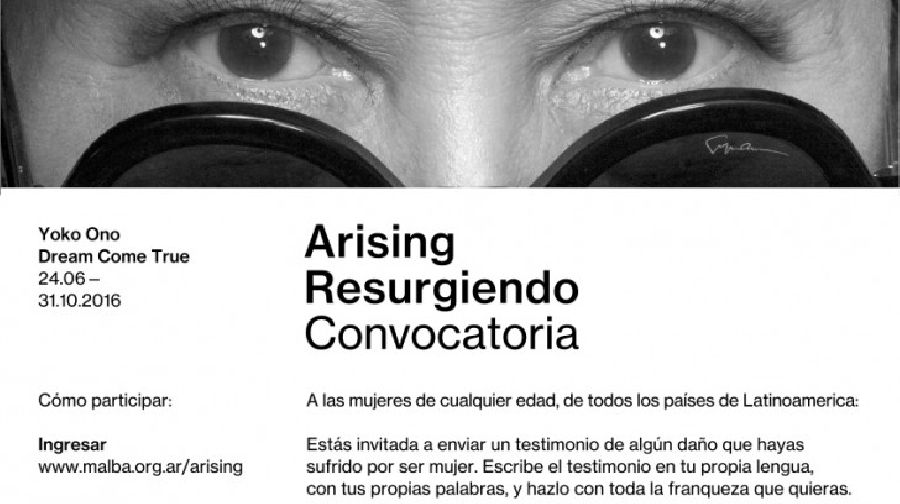 Yoko Ono
Dream Come True
24.06 –
31.10.2016
Arising
Resurgiendo
Convocatoria
Cómo participar:
Ingresar
www.malba.org.ar/arising
A las mujeres de cualquier edad, de todos los países de Latinoamerica:
Estás invitada a enviar un testimonio de algún daño que hayas
sufrido por ser mujer. Escribe el testimonio en tu propia lengua,
con tus propias palabras, y hazlo con toda la franqueza que quieras.